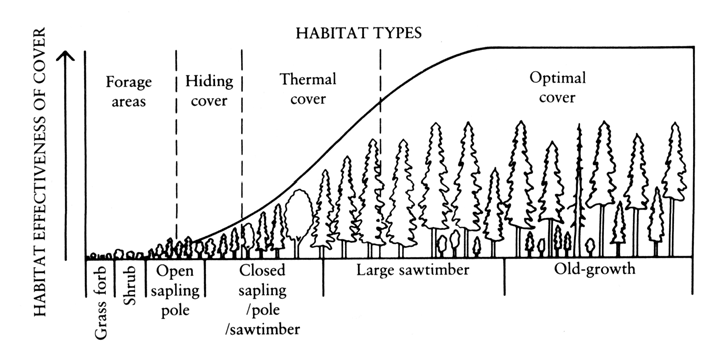 HABITAT TYPES
HABITAT EFFECTIVENESS OF COVER
Forage
areas
Hiding
cover
Thermal
cover
Optimal
cover
Grass forb
Shrub
Open
sapling
pole
Closed
sapling
/pole
/sawtimber
Large sawtimber
Old-growth